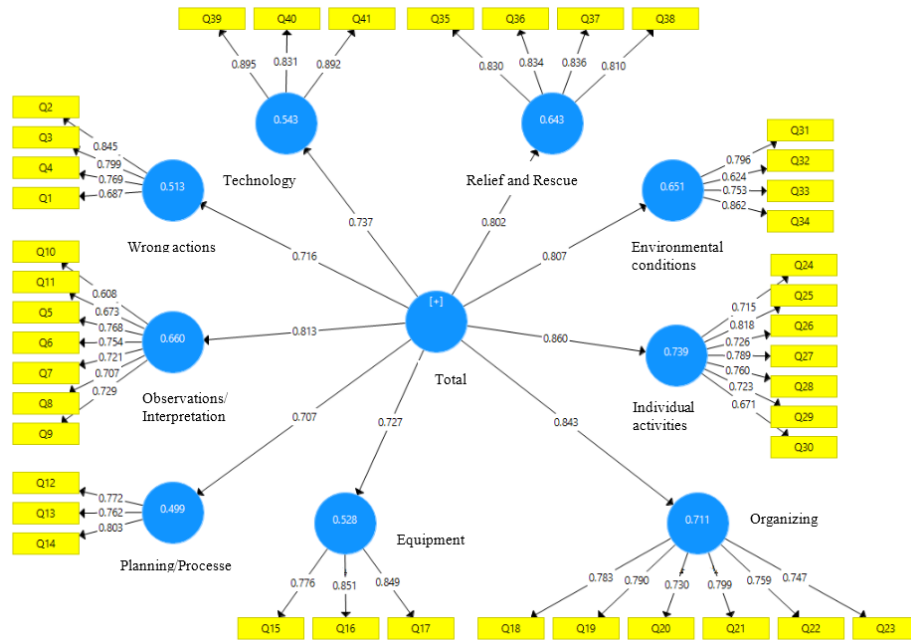 Q39 Q40 Q41
Q35 Q36 Q37 Q38
0.895 0.831 0.892
0.830 0.834 0.836 0.810
0.543
Technology
0.643
Relief and Rescue
Q2
Q3
Q4
Q1
0.845
0.799
0.769
0.687
0.513
Wrong actions
Q31
Q32
Q33
Q34
0.796
0.624
0.753
0.862
0.651
Environmental
conditions
0.737
0.802
0.716
0.807
Q10
Q11
Q5
Q6
Q7
Q8
Q9
0.608
0.673
0.768
0.754
0.721
0.707
0.729
0.660
Observations/
Interpretation
0.813
[+]
Total
0.860
Q24
Q25
Q26
Q27
Q28
Q29
Q30
0.715
0.818
0.726
0.789
0.760
0.723
0.671
0.739
Individual
activities
0.707
0.727
0.843
Q12
Q13
Q14
0.772
0.762
0.803
0.499
Planning/Processe
0.528
Equipment
0.776 0.851 0.849
Q15 Q16 Q17
0.711
Organizing
0.783 0.790 0.730 0.799 0.759 0.747
Q18 Q19 Q20 Q21 Q22 Q23